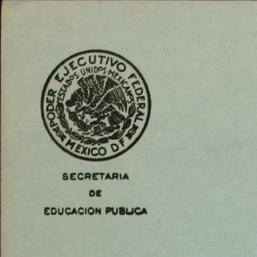 PODER EJECUTIVO FEDERAL
ESTADOS UNIDOS MEXICANOS
MEXICO D F
SECRETARIA
DE
EDUCACION PUBLICA